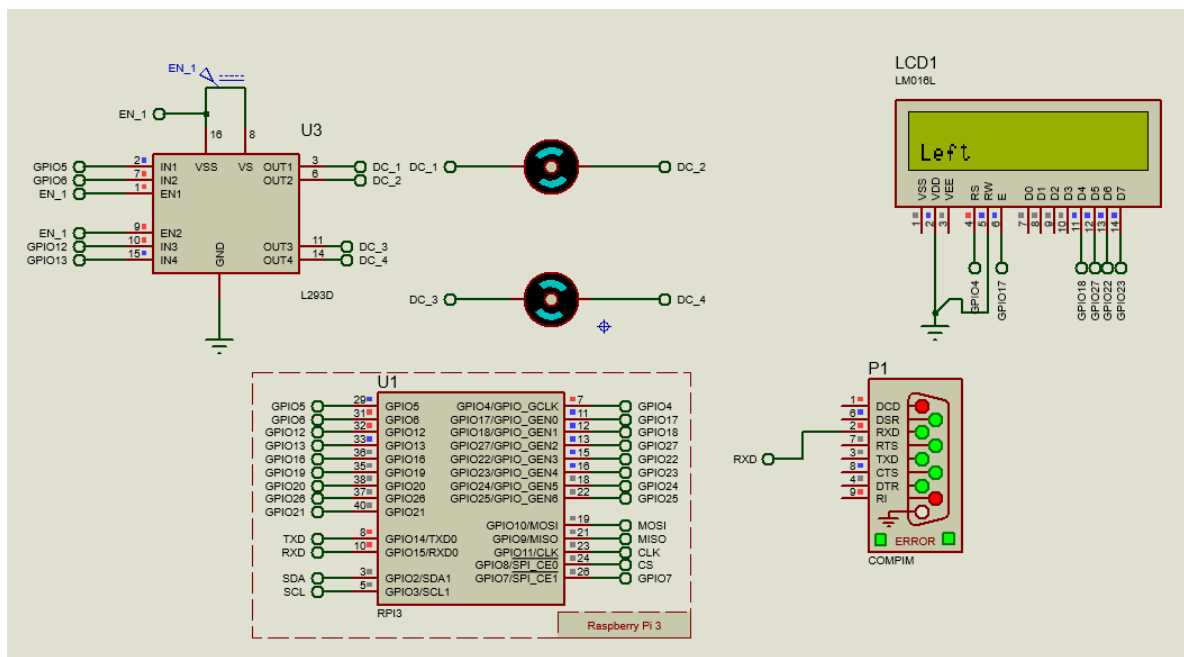 EN_1
EN_1
16 8
U3
VSS VS
GPIO5 2 IN1 OUT1 3 DC_1
GPIO6 7 IN2 OUT2 6 DC_2
EN_1 1 EN1
EN_1 9 EN2
GPIO12 10 IN3 OUT3 11 DC_3
GPIO13 15 IN4 OUT4 14 DC_4
GND
L293D
DC_1 DC_2
DC_3 DC_4
LCD1
LM016L
Left
VSS VDD VEE RS RW E D0 D1 D2 D3 D4 D5 D6 D7
1 2 3 4 5 6 7 8 9 10 11 12 13 14
GPIO4 GPIO17 GPIO18 GPIO27 GPIO22 GPIO23
U1
GPIO5 29 GPIO5 GPIO4/GPIO_GCLK 7 GPIO4
GPIO6 31 GPIO6 GPIO17/GPIO_GEN0 11 GPIO17
GPIO12 32 GPIO12 GPIO18/GPIO_GEN1 12 GPIO18
GPIO13 33 GPIO13 GPIO27/GPIO_GEN2 13 GPIO27
GPIO16 36 GPIO16 GPIO22/GPIO_GEN3 15 GPIO22
GPIO19 35 GPIO19 GPIO23/GPIO_GEN4 16 GPIO23
GPIO20 38 GPIO20 GPIO24/GPIO_GEN5 18 GPIO24
GPIO26 37 GPIO26 GPIO25/GPIO_GEN6 22 GPIO25
GPIO21 40 GPIO21
GPIO10/MOSI 19 MOSI
TXD 8 GPIO14/TXD0 GPIO9/MISO 21 MISO
RXD 10 GPIO15/RXD0 GPIO11/CLK 23 CLK
GPIO8/SPI_CE0 24 CS
SDA 3 GPIO2/SDA1 GPIO7/SPI_CE1 26 GPIO7
SCL 5 GPIO3/SCL1
RPI3
Raspberry Pi 3
P1
1 DCD
6 DSR
RXD 2 RXD
7 RTS
3 TXD
8 CTS
4 DTR
9 RI
ERROR
COMPIM